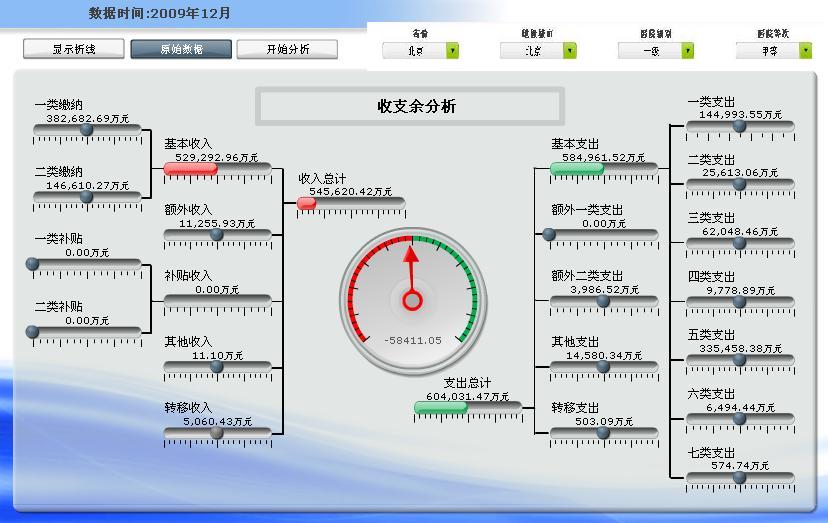 数据时间:2009年12月
显示折线
原始数据
开始分析
北京
北京
一级
甲等
收支余分析
一类缴纳
382,682.69万元
二类缴纳
146,610.27万元
一类补贴
0.00万元
二类补贴
0.00万元
基本收入
529,292.96万元
额外收入
11,255.93万元
补贴收入
0.00万元
其他收入
11.10万元
转移收入
5,060.43万元
收入总计
545,620.42万元
-58411.05
支出总计
604,031.47万元
基本支出
584,961.52万元
额外一类支出
0.00万元
额外二类支出
3,986.52万元
其他支出
14,580.34万元
转移支出
503.09万元
一类支出
144,993.55万元
二类支出
25,613.06万元
三类支出
62,048.46万元
四类支出
9,778.89万元
五类支出
335,458.38万元
六类支出
6,494.44万元
七类支出
574.74万元